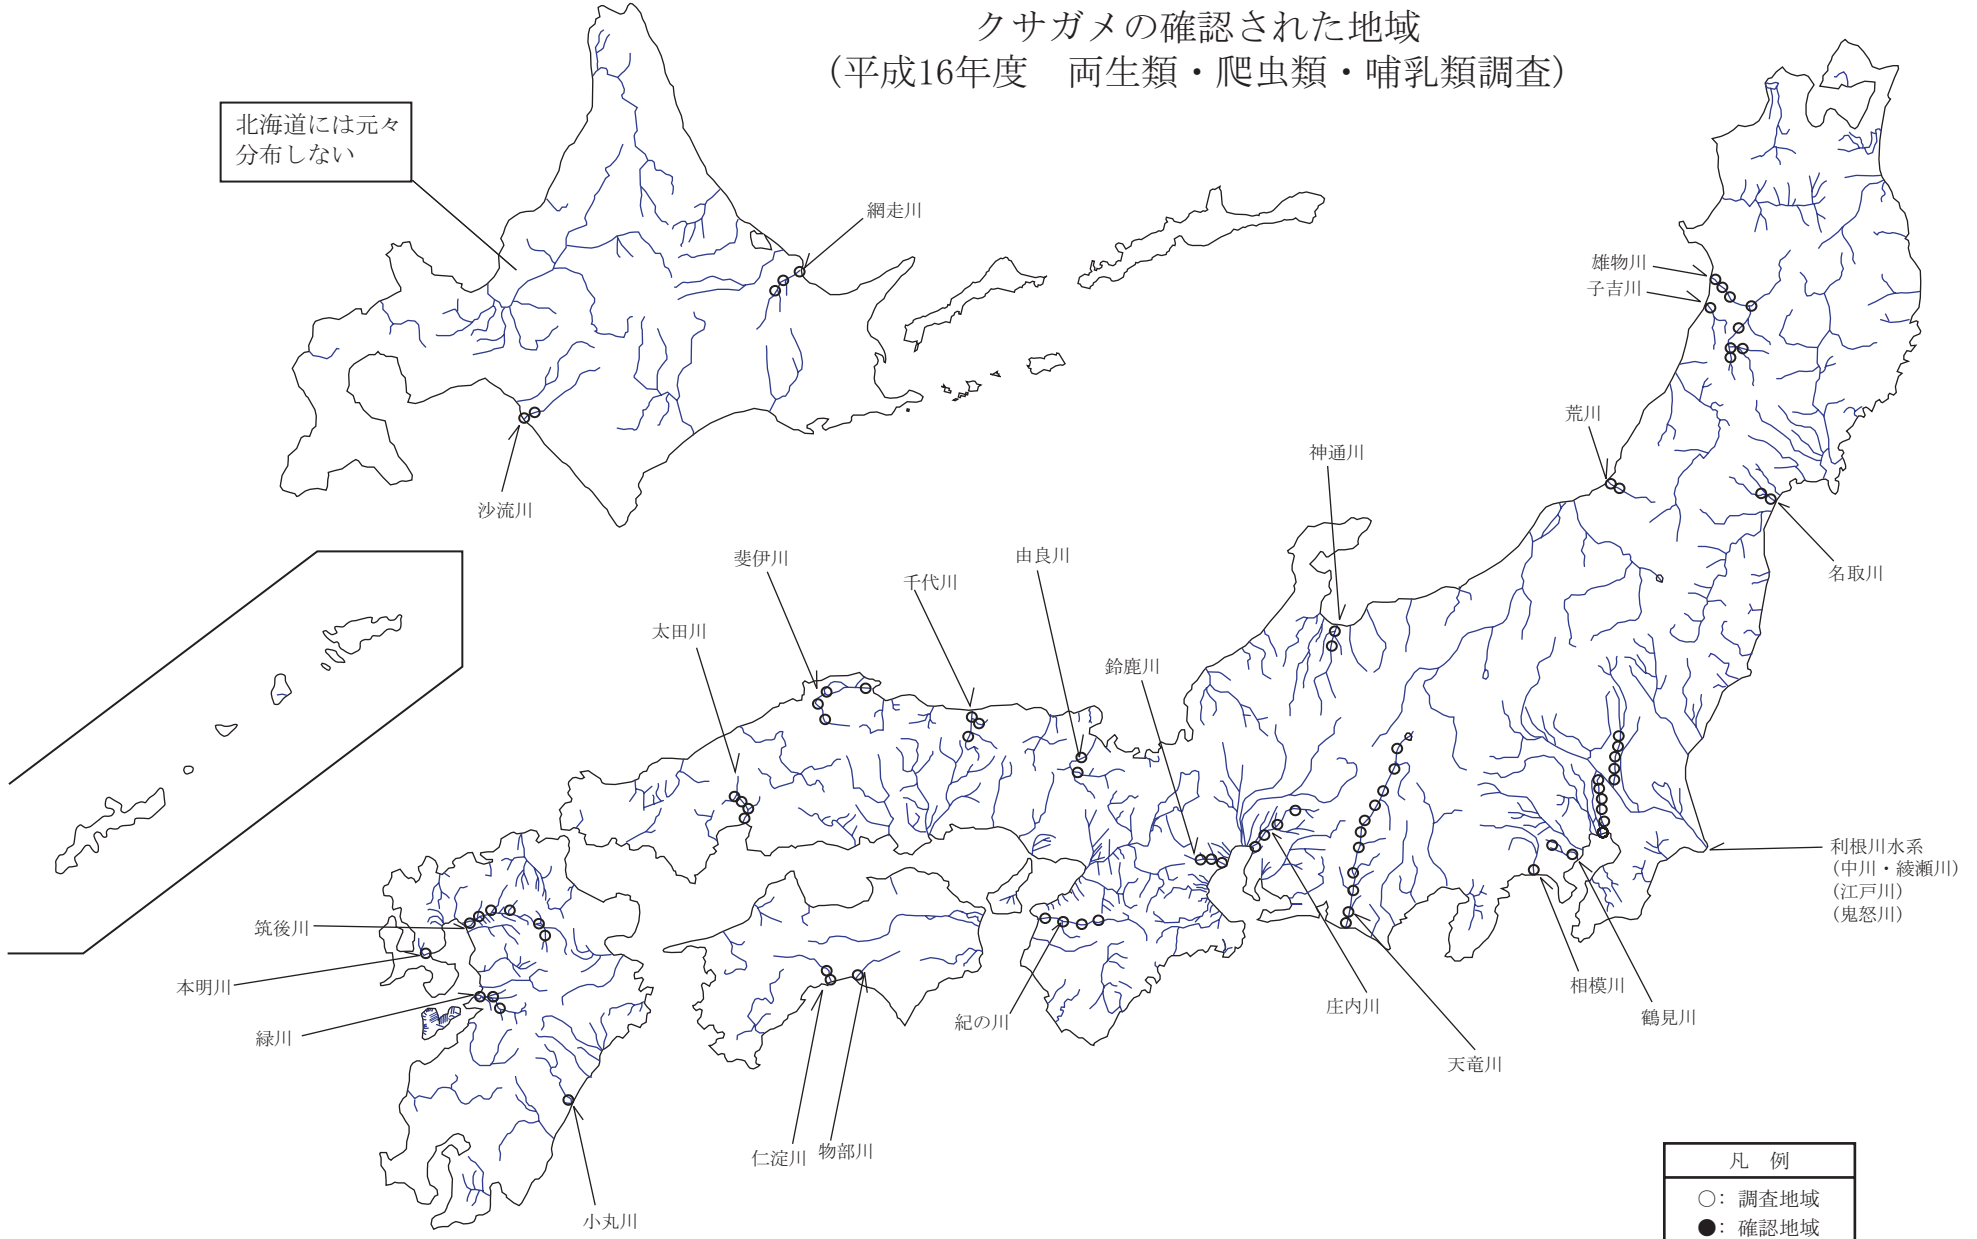 クサガメの確認された地域
(平成16年度　両生類・爬虫類・哺乳類調査)
北海道には元々
分布しない
網走川
沙流川
雄物川
子吉川
荒川
名取川
神通川
由良川
斐伊川
千代川
太田川
鈴鹿川
利根川水系
(中川・綾瀬川)
(江戸川)
(鬼怒川)
筑後川
本明川
緑川
小丸川
仁淀川
物部川
紀の川
庄内川
天竜川
相模川
鶴見川
凡　例
○：調査地域
●：確認地域